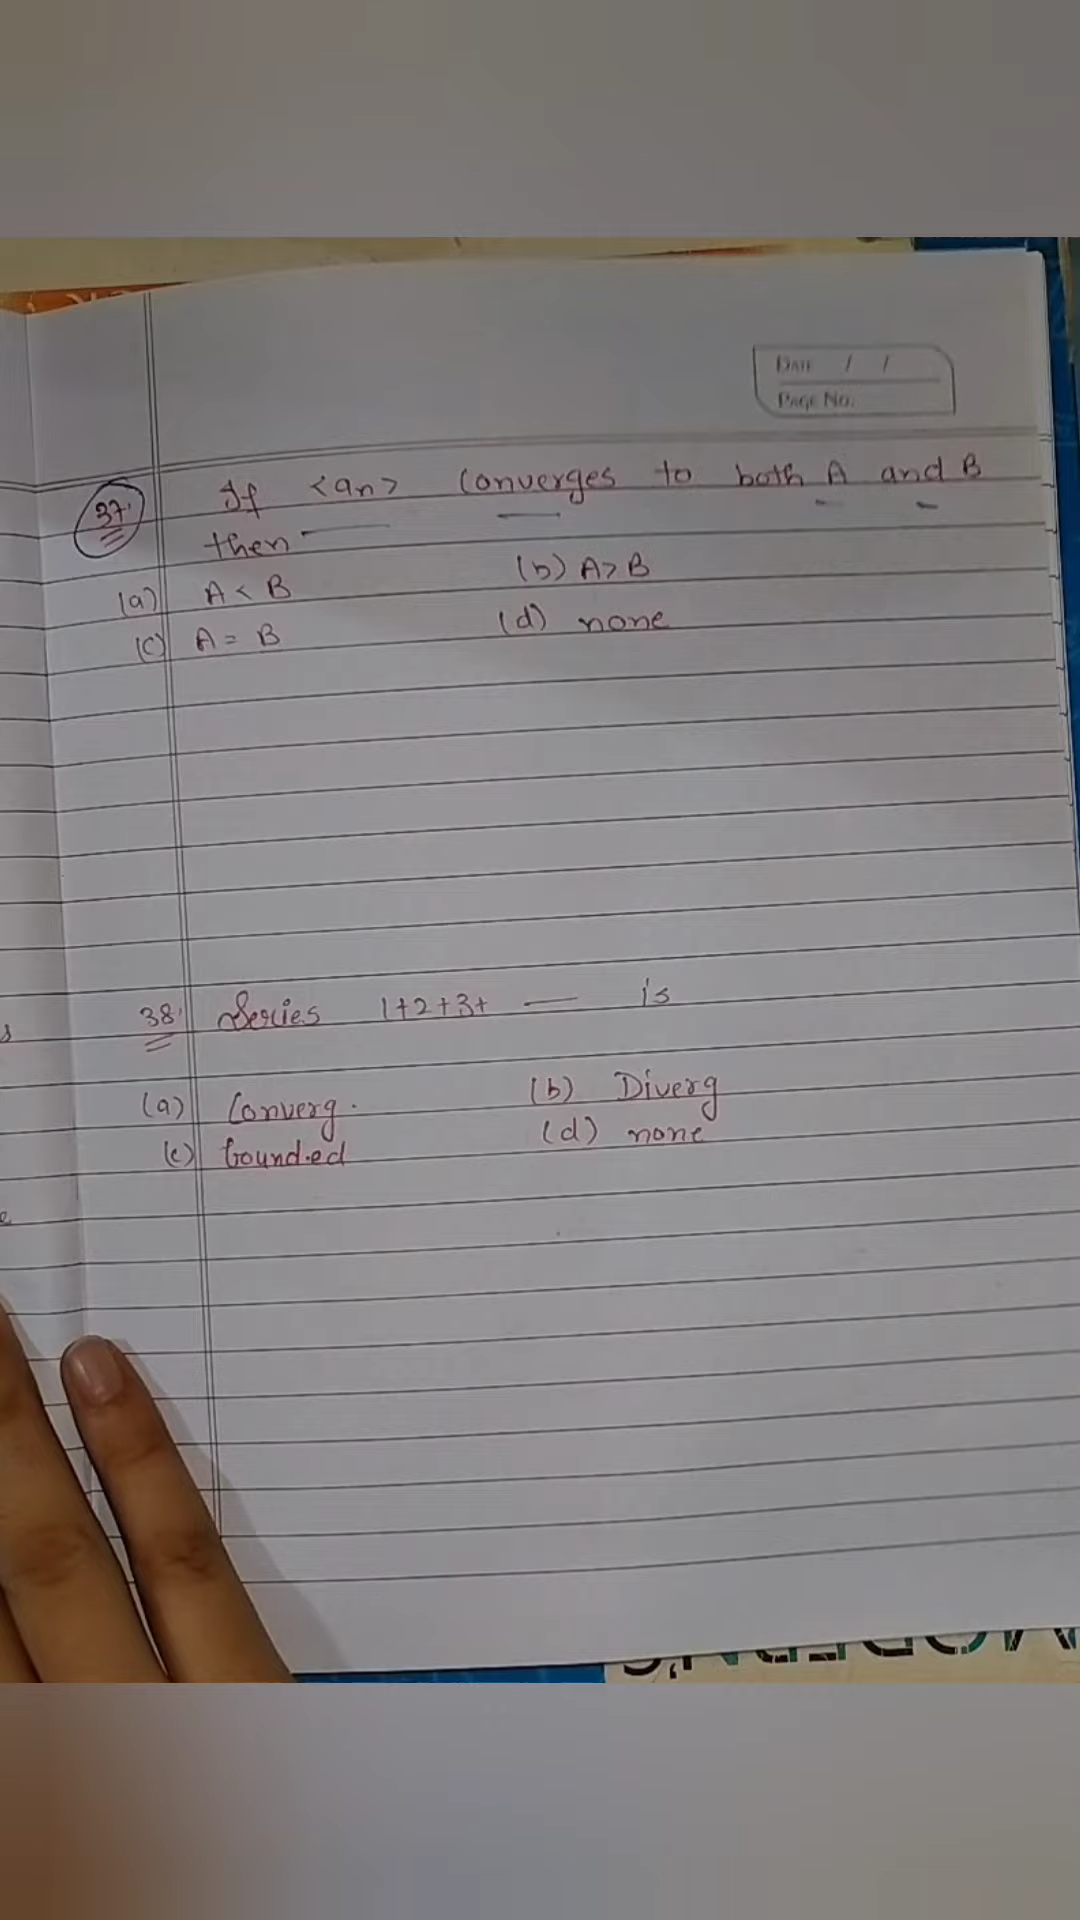 DATE / /
PAGE No.
37. If <an> Converges to both A and B
then —
(a) A < B (b) A > B
(c) A = B (d) none
38. Series 1+2+3+ — is
(a) Converg. (b) Diverg
(c) bounded (d) none